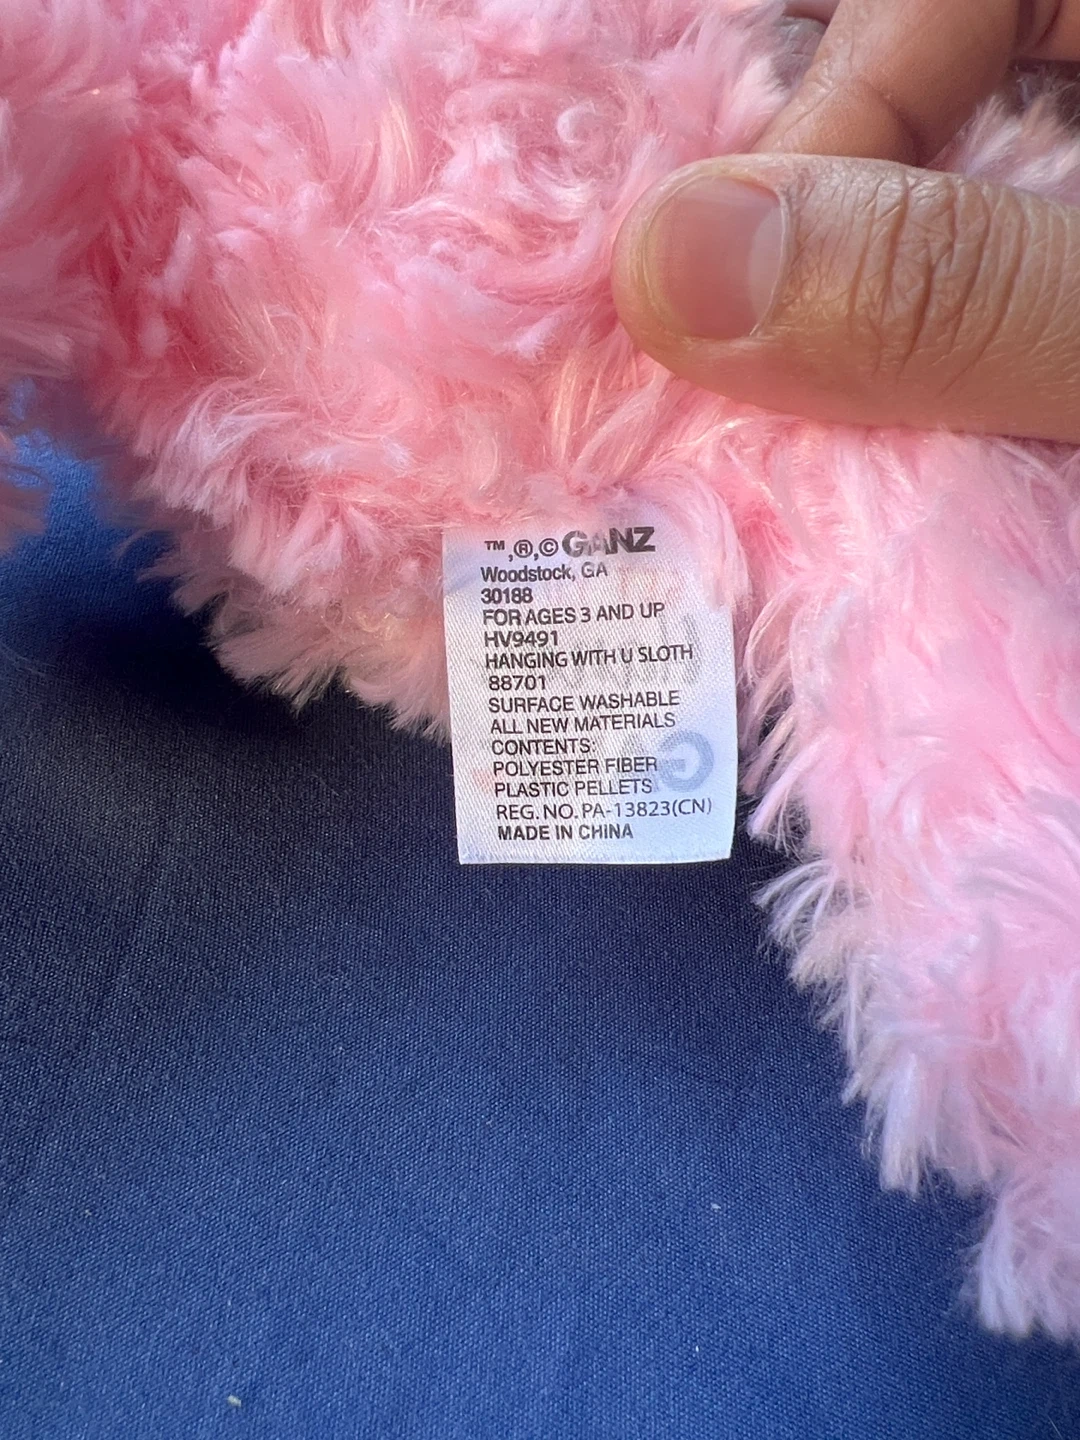 ™,®,© GANZ
Woodstock, GA
30188
FOR AGES 3 AND UP
HV9491
HANGING WITH U SLOTH
88701
SURFACE WASHABLE
ALL NEW MATERIALS
CONTENTS:
POLYESTER FIBER
PLASTIC PELLETS
REG. NO. PA-13823(CN)
MADE IN CHINA